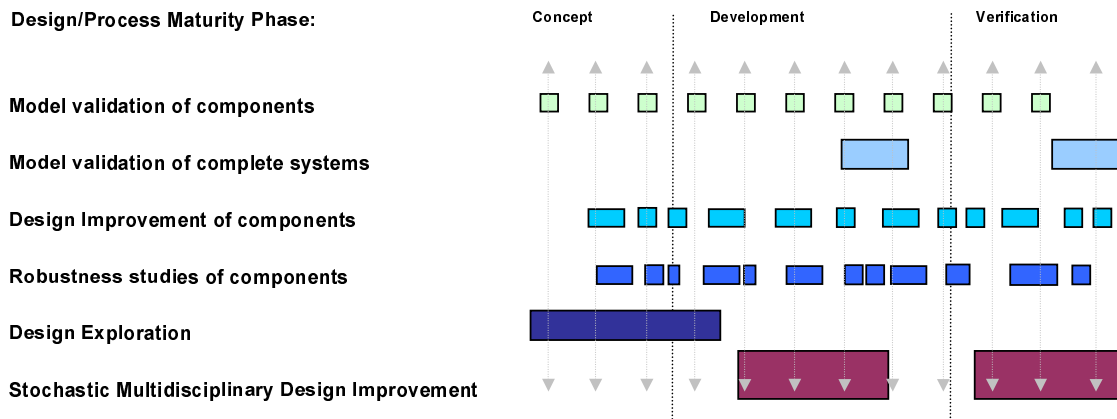 Design/Process Maturity Phase:
Concept
Development
Verification
Model validation of components
Model validation of complete systems
Design Improvement of components
Robustness studies of components
Design Exploration
Stochastic Multidisciplinary Design Improvement